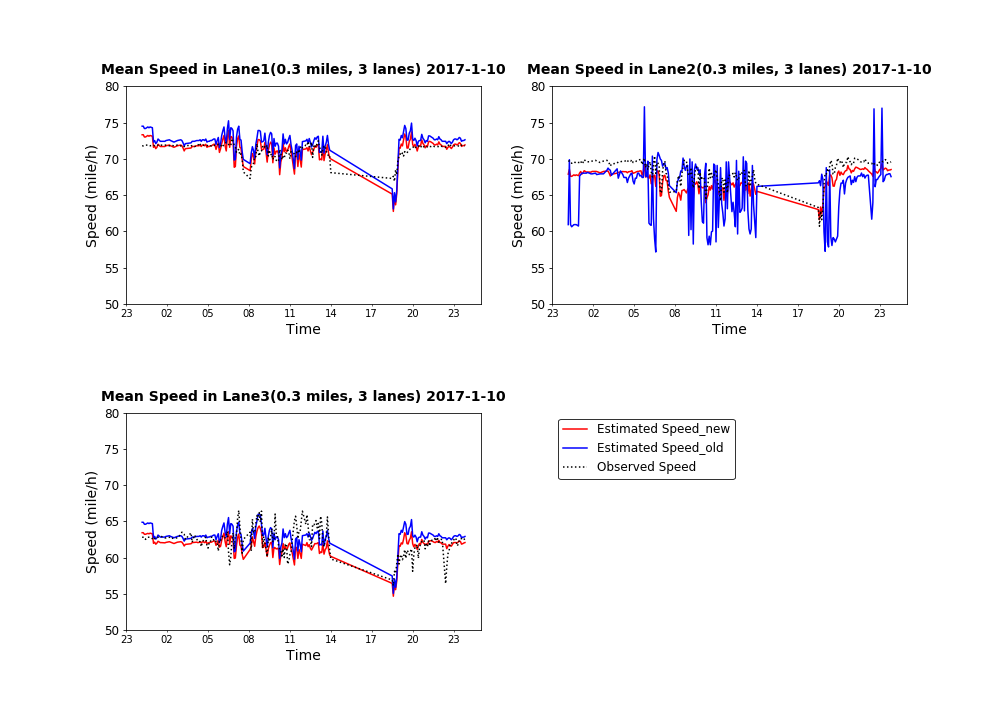 Mean Speed in Lane1(0.3 miles, 3 lanes) 2017-1-10
80
75
70
65
60
55
50
Speed (mile/h)
23 02 05 08 11 14 17 20 23
Time
Mean Speed in Lane2(0.3 miles, 3 lanes) 2017-1-10
80
75
70
65
60
55
50
Speed (mile/h)
23 02 05 08 11 14 17 20 23
Time
Mean Speed in Lane3(0.3 miles, 3 lanes) 2017-1-10
80
75
70
65
60
55
50
Speed (mile/h)
23 02 05 08 11 14 17 20 23
Time
Estimated Speed_new
Estimated Speed_old
Observed Speed